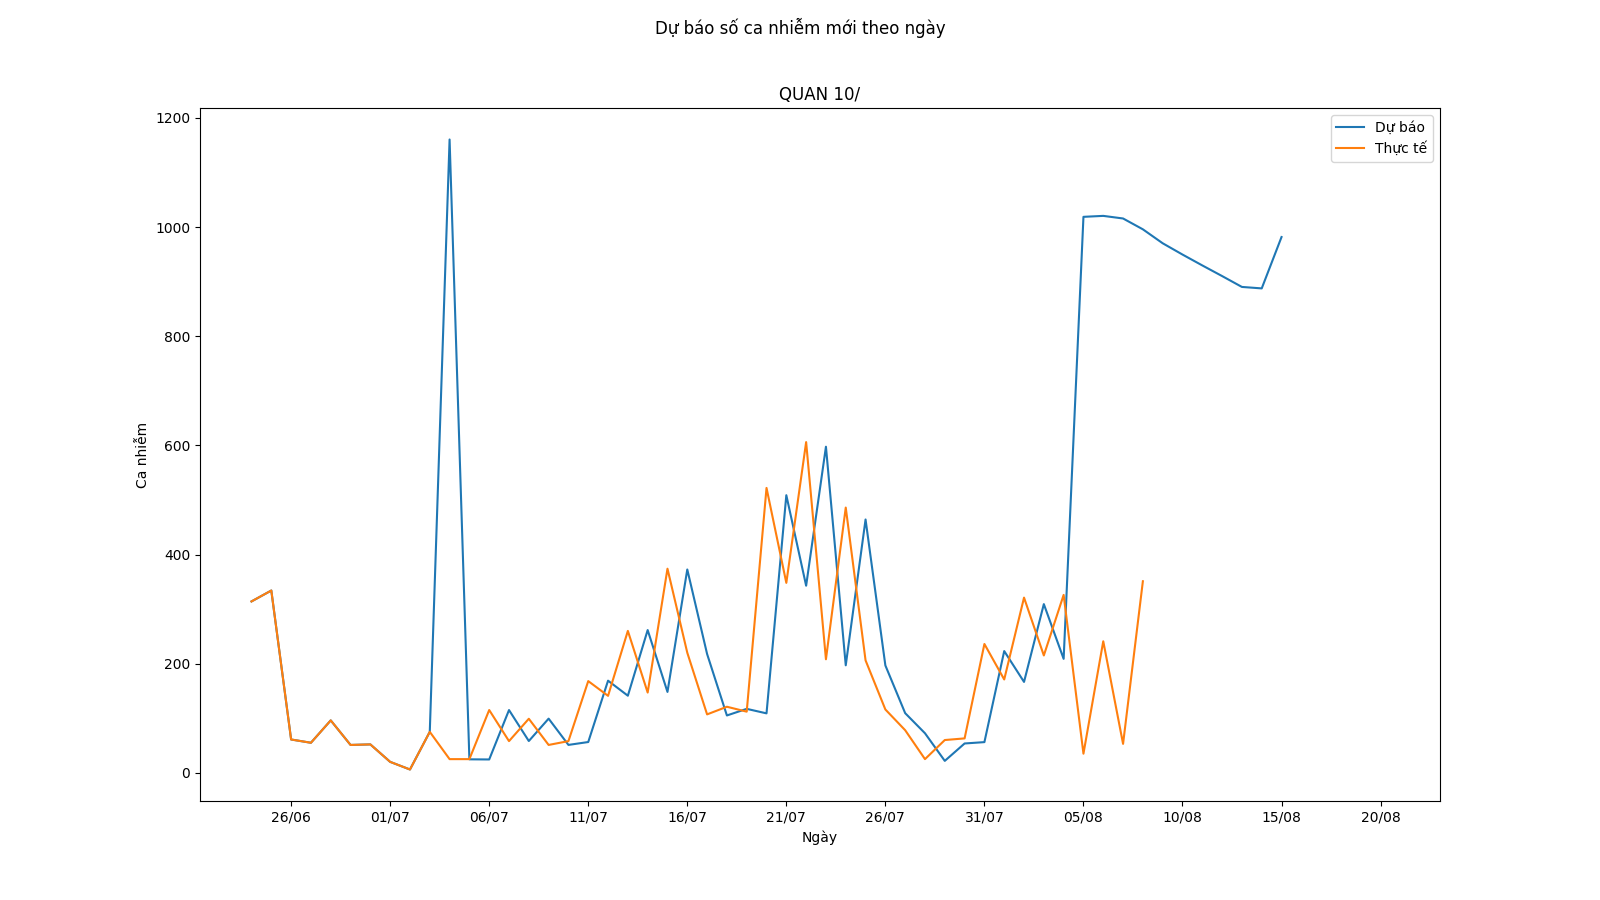 Dự báo số ca nhiễm mới theo ngày
QUAN 10/
Dự báo
Thực tế
1200
1000
800
600
400
200
0
Ca nhiễm
26/06 01/07 06/07 11/07 16/07 21/07 26/07 31/07 05/08 10/08 15/08 20/08
Ngày